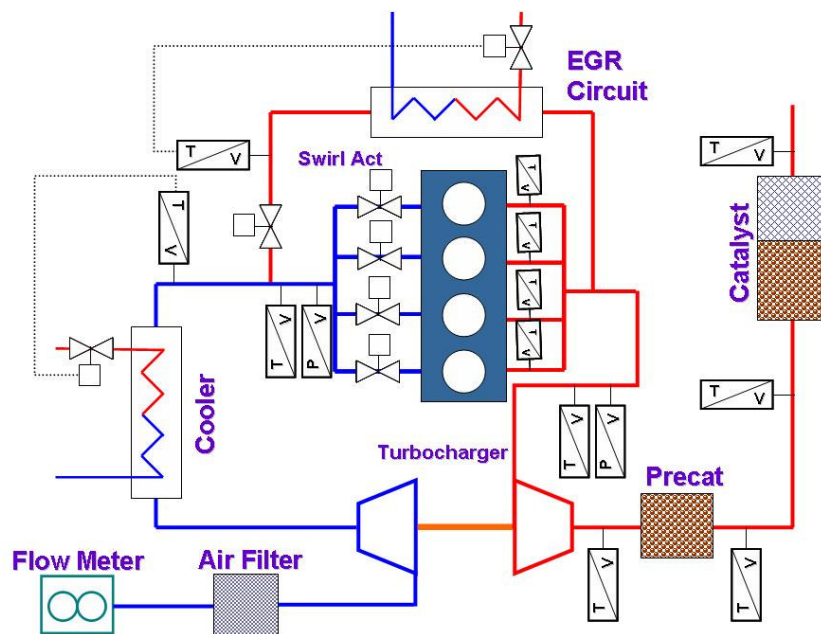 EGR
Circuit
T V
Swirl Act
T V
T V
T V
T V
T V
T V
T V
P V
T V
Catalyst
Cooler
T V
T V
P V
Turbocharger
Precat
T V
T V
Flow Meter
Air Filter